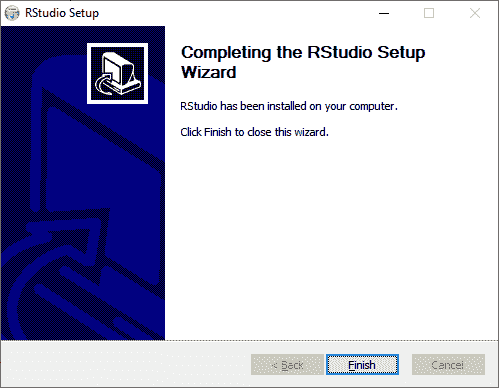 RStudio Setup
Completing the RStudio Setup
Wizard
RStudio has been installed on your computer.
Click Finish to close this wizard.
< Back
Finish
Cancel